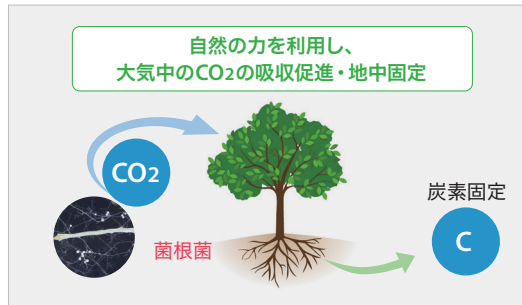 自然の力を利用し、
大気中のCO2の吸収促進・地中固定
CO2
菌根菌
炭素固定
C